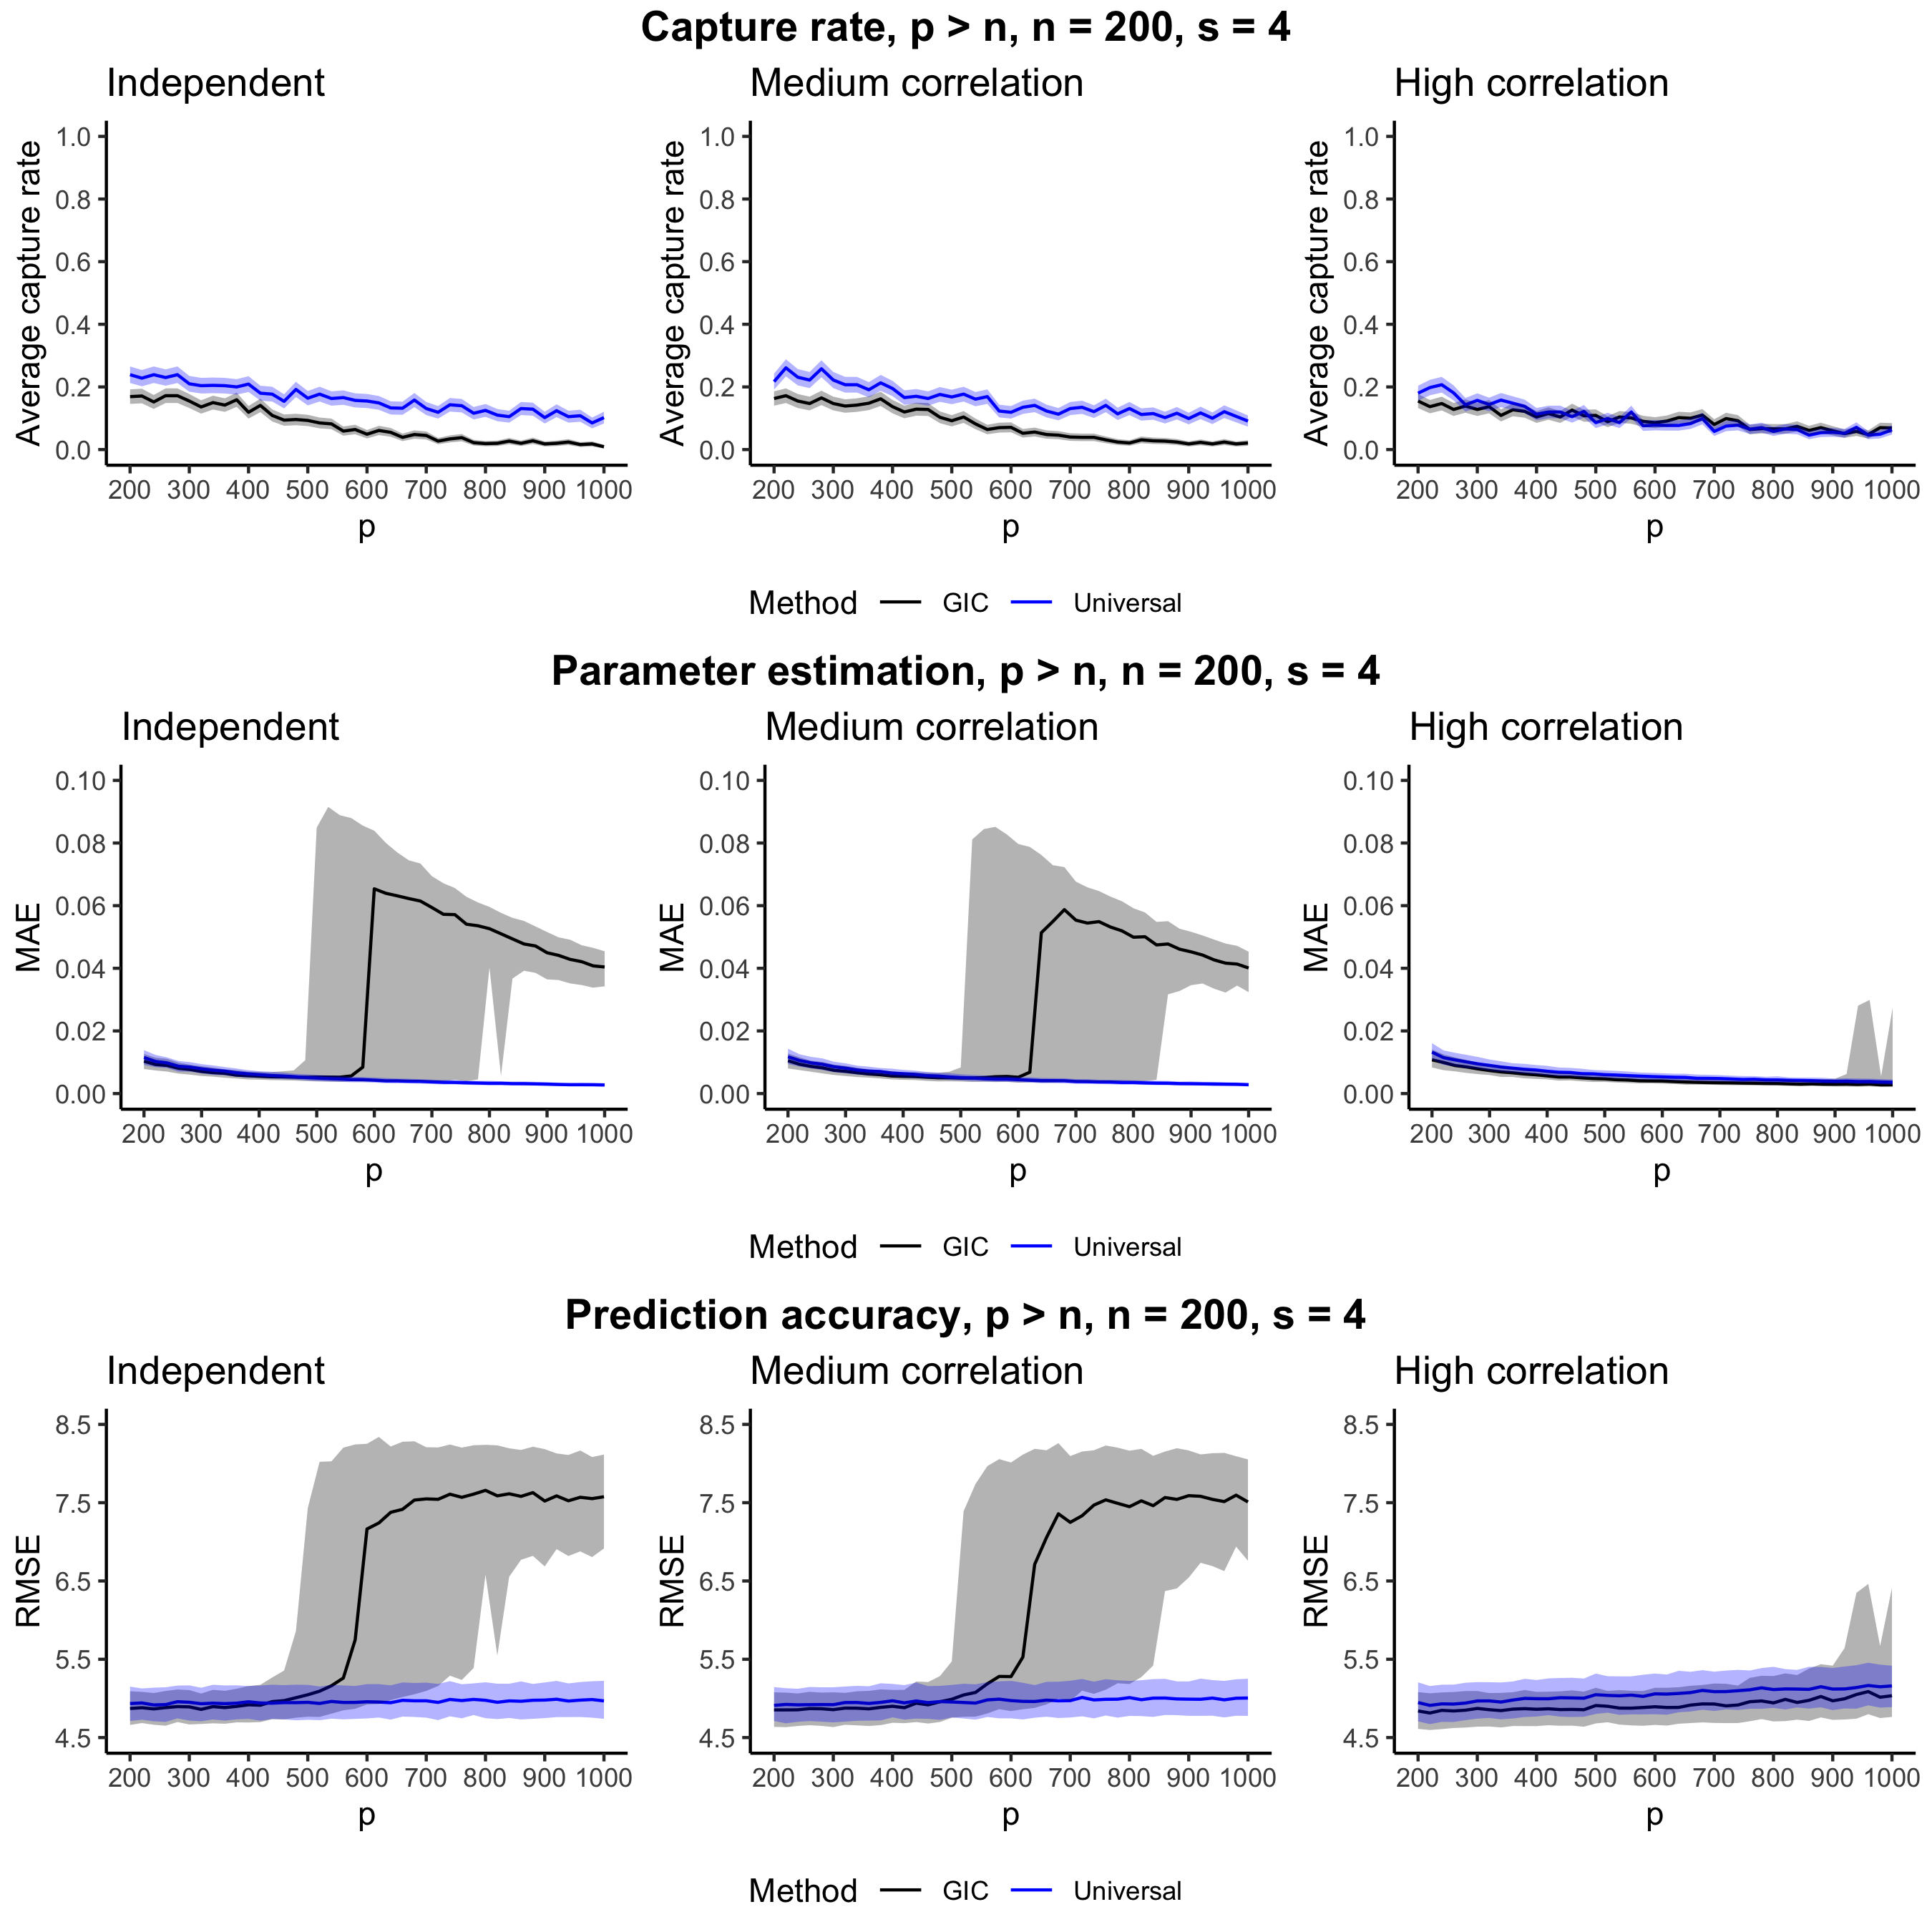 Capture rate, p > n, n = 200, s = 4
Independent
Medium correlation
High correlation
Average capture rate
1.0
0.8
0.6
0.4
0.2
0.0
200 300 400 500 600 700 800 900 1000
p
Average capture rate
1.0
0.8
0.6
0.4
0.2
0.0
200 300 400 500 600 700 800 900 1000
p
Average capture rate
1.0
0.8
0.6
0.4
0.2
0.0
200 300 400 500 600 700 800 900 1000
p
Method GIC Universal
Parameter estimation, p > n, n = 200, s = 4
Independent
Medium correlation
High correlation
MAE
0.10
0.08
0.06
0.04
0.02
0.00
200 300 400 500 600 700 800 900 1000
p
MAE
0.10
0.08
0.06
0.04
0.02
0.00
200 300 400 500 600 700 800 900 1000
p
MAE
0.10
0.08
0.06
0.04
0.02
0.00
200 300 400 500 600 700 800 900 1000
p
Method GIC Universal
Prediction accuracy, p > n, n = 200, s = 4
Independent
Medium correlation
High correlation
RMSE
8.5
7.5
6.5
5.5
4.5
200 300 400 500 600 700 800 900 1000
p
RMSE
8.5
7.5
6.5
5.5
4.5
200 300 400 500 600 700 800 900 1000
p
RMSE
8.5
7.5
6.5
5.5
4.5
200 300 400 500 600 700 800 900 1000
p
Method GIC Universal